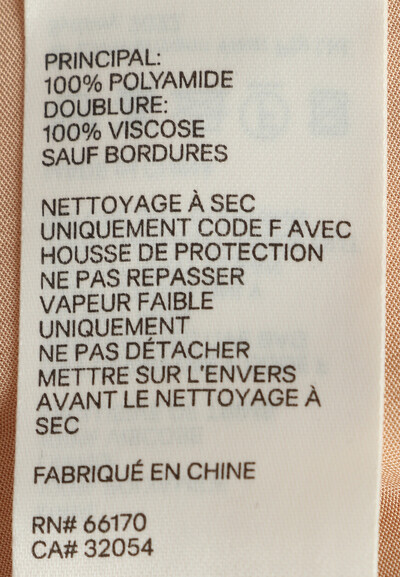 PRINCIPAL:
100% POLYAMIDE
DOUBLURE:
100% VISCOSE
SAUF BORDURES
NETTOYAGE À SEC
UNIQUEMENT CODE F AVEC
HOUSSE DE PROTECTION
NE PAS REPASSER
VAPEUR FAIBLE
UNIQUEMENT
NE PAS DÉTACHER
METTRE SUR L'ENVERS
AVANT LE NETTOYAGE À
SEC
FABRIQUÉ EN CHINE
RN# 66170
CA# 32054